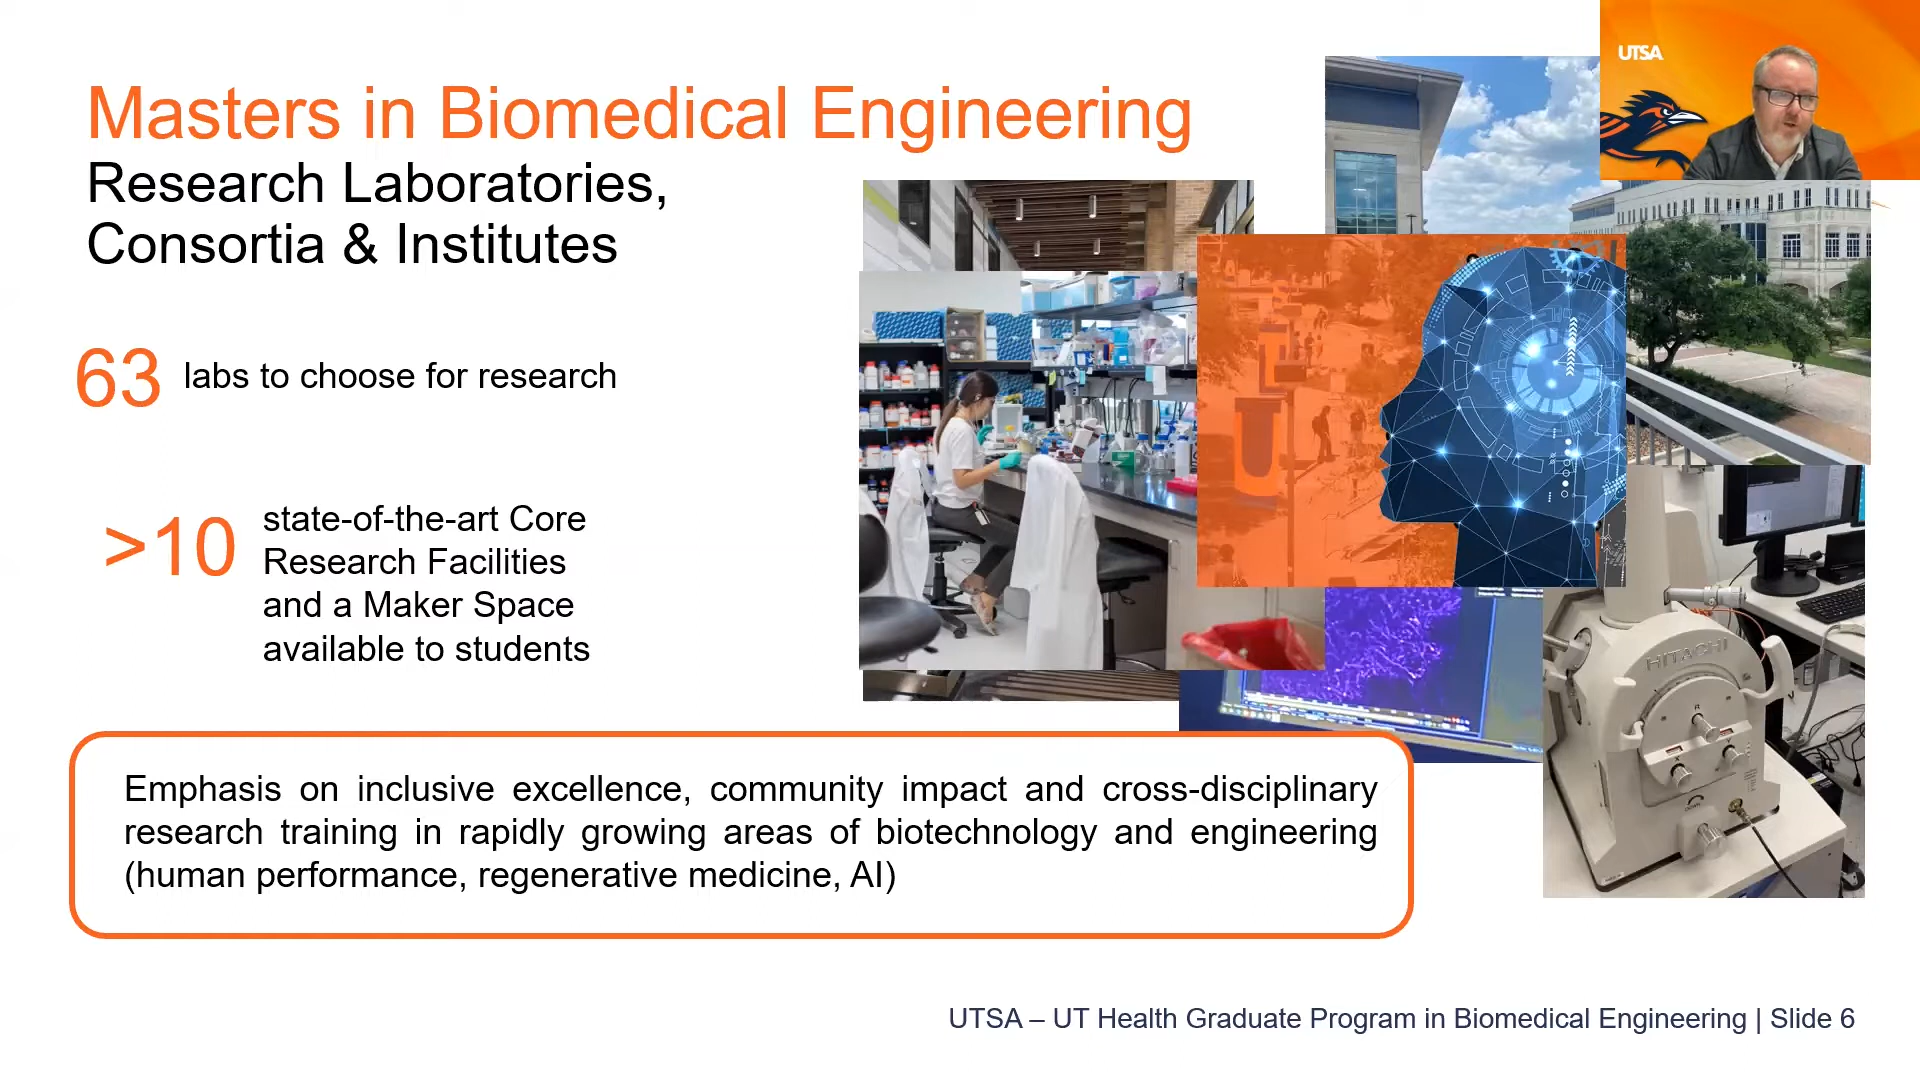 UTSA
Masters in Biomedical Engineering
Research Laboratories,
Consortia & Institutes
63 labs to choose for research
>10 state-of-the-art Core
Research Facilities
and a Maker Space
available to students
HITACHI
Emphasis on inclusive excellence, community impact and cross-disciplinary
research training in rapidly growing areas of biotechnology and engineering
(human performance, regenerative medicine, AI)
UTSA – UT Health Graduate Program in Biomedical Engineering | Slide 6